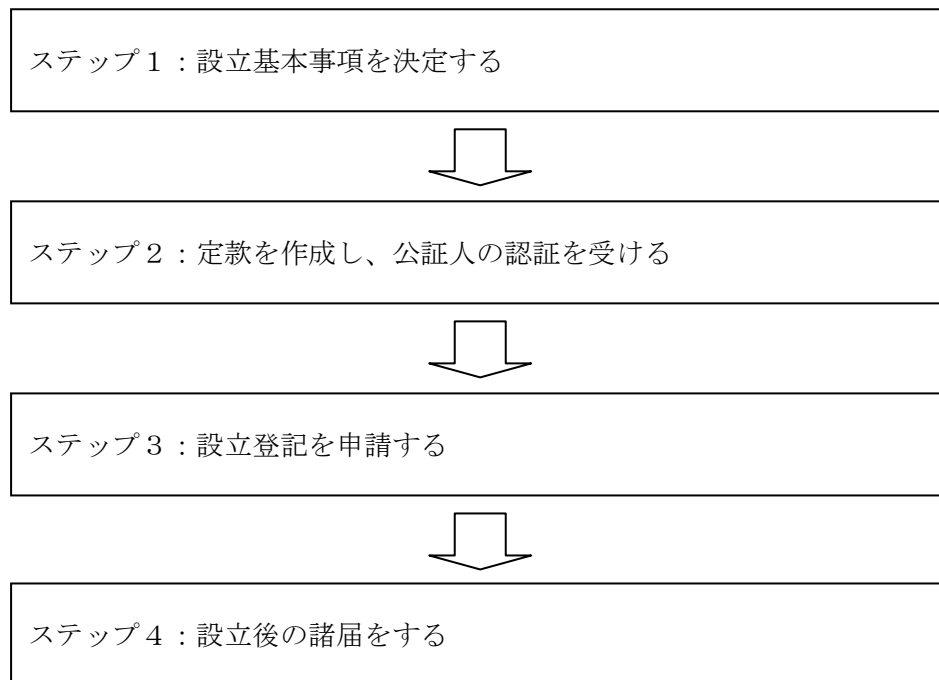 ステップ１：設立基本事項を決定する
ステップ２：定款を作成し、公証人の認証を受ける
ステップ３：設立登記を申請する
ステップ４：設立後の諸届をする